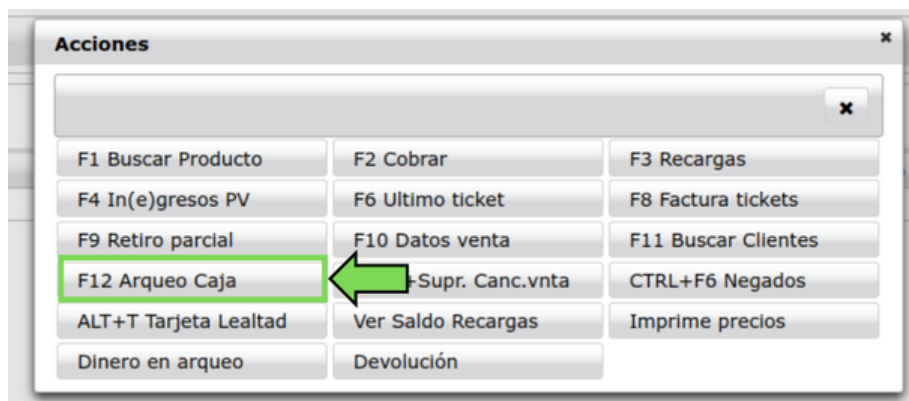 Acciones
F1 Buscar Producto
F2 Cobrar
F3 Recargas
F4 In(e)gresos PV
F6 Ultimo ticket
F8 Factura tickets
F9 Retiro parcial
F10 Datos venta
F11 Buscar Clientes
F12 Arqueo Caja
+Supr. Canc.vnta
CTRL+F6 Negados
ALT+T Tarjeta Lealtad
Ver Saldo Recargas
Imprime precios
Dinero en arqueo
Devolución